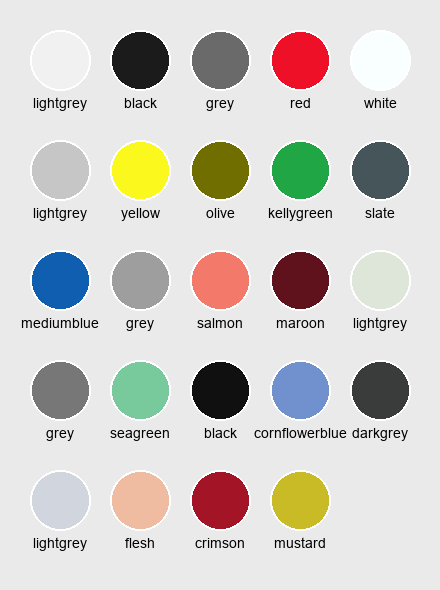 lightgrey black grey red white
lightgrey yellow olive kellygreen slate
mediumblue grey salmon maroon lightgrey
grey seagreen black cornflowerblue darkgrey
lightgrey flesh crimson mustard